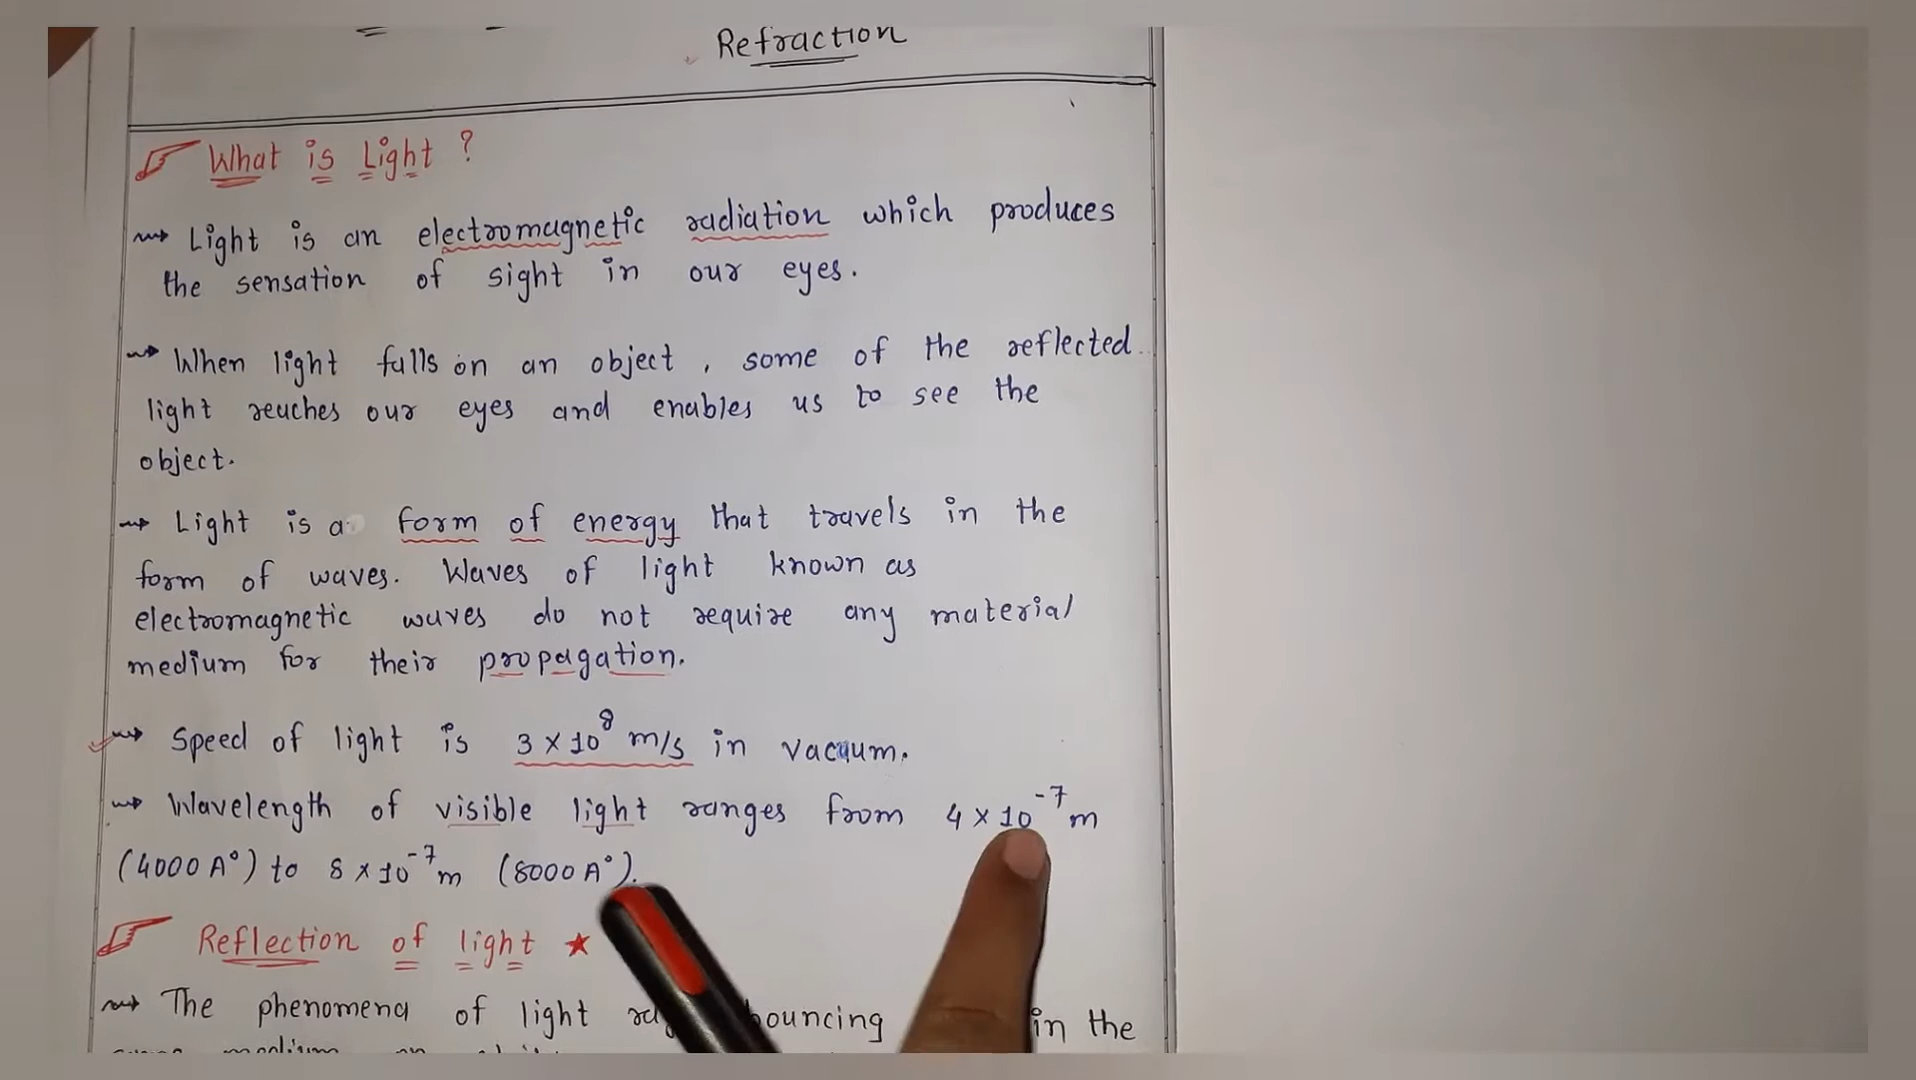 Refraction
What is Light ?
Light is an electromagnetic radiation which produces
the sensation of sight in our eyes.
When light falls on an object , some of the reflected
light reaches our eyes and enables us to see the
object.
Light is a form of energy that travels in the
form of waves. Waves of light known as
electromagnetic waves do not require any material
medium for their propagation.
Speed of light is 3 × 10⁸ m/s in vacuum.
Wavelength of visible light ranges from 4 × 10⁻⁷ m
(4000 A°) to 8 × 10⁻⁷ m (8000 A°).
Reflection of light ★
The phenomena of light bouncing in the